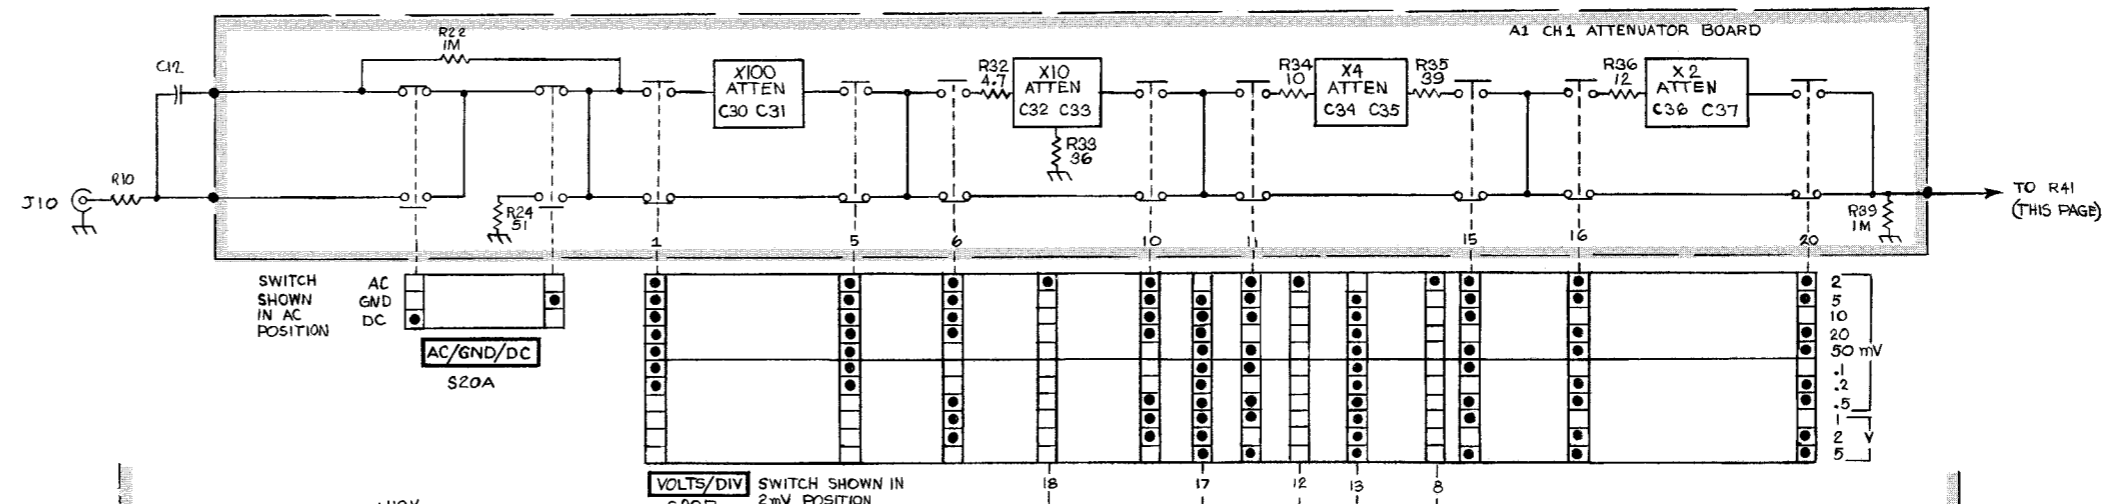 A1 CH1 ATTENUATOR BOARD
R22
1M
C12
X100
ATTEN
C30 C31
R32
4.7
X10
ATTEN
C32 C33
R33
36
R34
10
X4
ATTEN
C34 C35
R35
39
R36
12
X2
ATTEN
C36 C37
J10
R10
R24
51
R39
1M
TO R41
(THIS PAGE)
1
5
6
10
11
15
16
20
SWITCH
SHOWN
IN AC
POSITION
AC
GND
DC
AC/GND/DC
S20A
2
5
10
20
50 mV
.1
.2
.5
1
2 V
5
VOLTS/DIV
SWITCH SHOWN IN
2mV POSITION
18
17
12
13
8